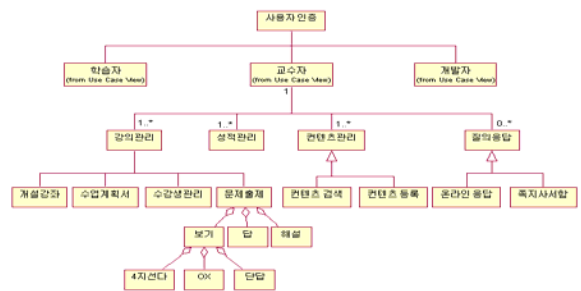 사용자 인증
학습자
(from Use Case View)
교수자
(from Use Case View)
개발자
(from Use Case View)
1
1..*
1..*
1..*
0..*
강의관리
성적관리
컨텐츠관리
질의응답
개설강좌
수업계획서
수강생관리
문제출제
컨텐츠 검색
컨텐츠 등록
온라인 응답
쪽지사서함
보기
답
해설
4지선다
OX
단답